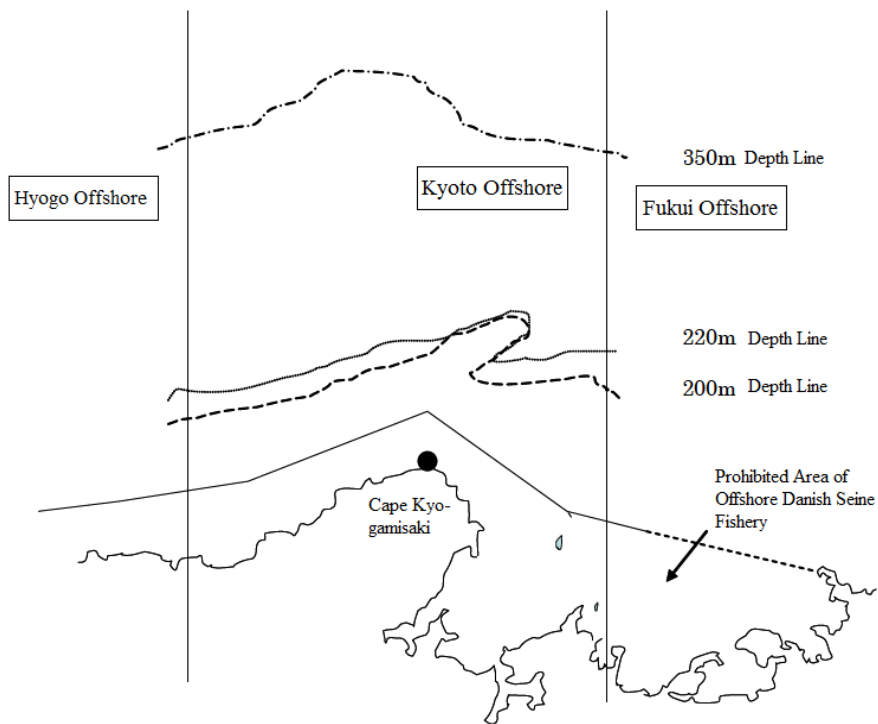 350m Depth Line
Hyogo Offshore
Kyoto Offshore
Fukui Offshore
220m Depth Line
200m Depth Line
Cape Kyo-
gamisaki
Prohibited Area of
Offshore Danish Seine
Fishery